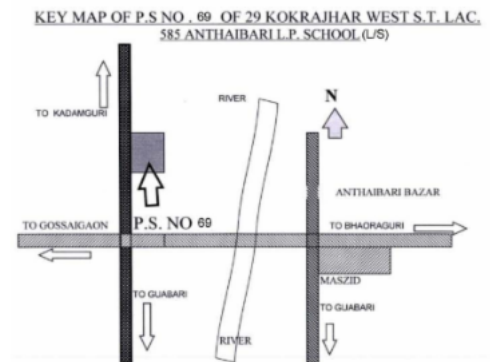 KEY MAP OF P.S NO . 69 OF 29 KOKRAJHAR WEST S.T. LAC.
585 ANTHAIBARI L.P. SCHOOL (L/S)
RIVER
N
TO KADAMGURI
ANTHAIBARI BAZAR
TO GOSSAIGAON
P.S. NO 69
TO BHAORAGURI
MASZID
TO GUABARI
TO GUABARI
RIVER